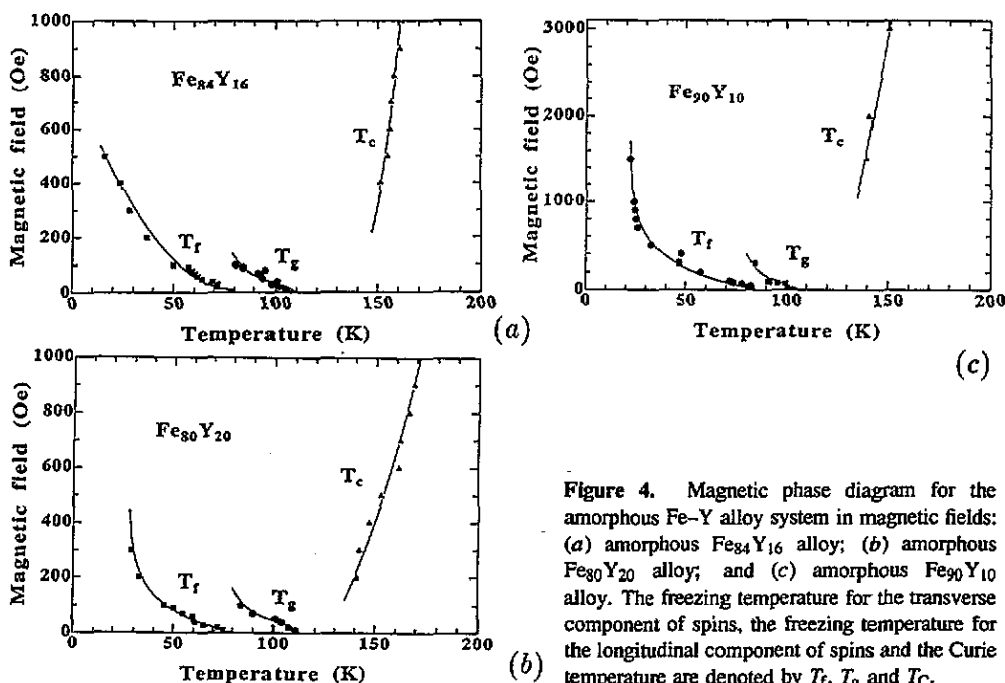 1000
800
600
400
200
0
Magnetic field (Oe)
Fe84Y16
Tc
Tf
Tg
0 50 100 150 200
Temperature (K)
(a)
3000
2000
1000
0
Magnetic field (Oe)
Fe90Y10
Tc
Tf
Tg
0 50 100 150 200
Temperature (K)
(c)
1000
800
600
400
200
0
Magnetic field (Oe)
Fe80Y20
Tc
Tf
Tg
0 50 100 150 200
Temperature (K)
(b)
Figure 4. Magnetic phase diagram for the
amorphous Fe–Y alloy system in magnetic fields:
(a) amorphous Fe84Y16 alloy; (b) amorphous
Fe80Y20 alloy; and (c) amorphous Fe90Y10
alloy. The freezing temperature for the transverse
component of spins, the freezing temperature for
the longitudinal component of spins and the Curie
temperature are denoted by Tf, Tg and TC.